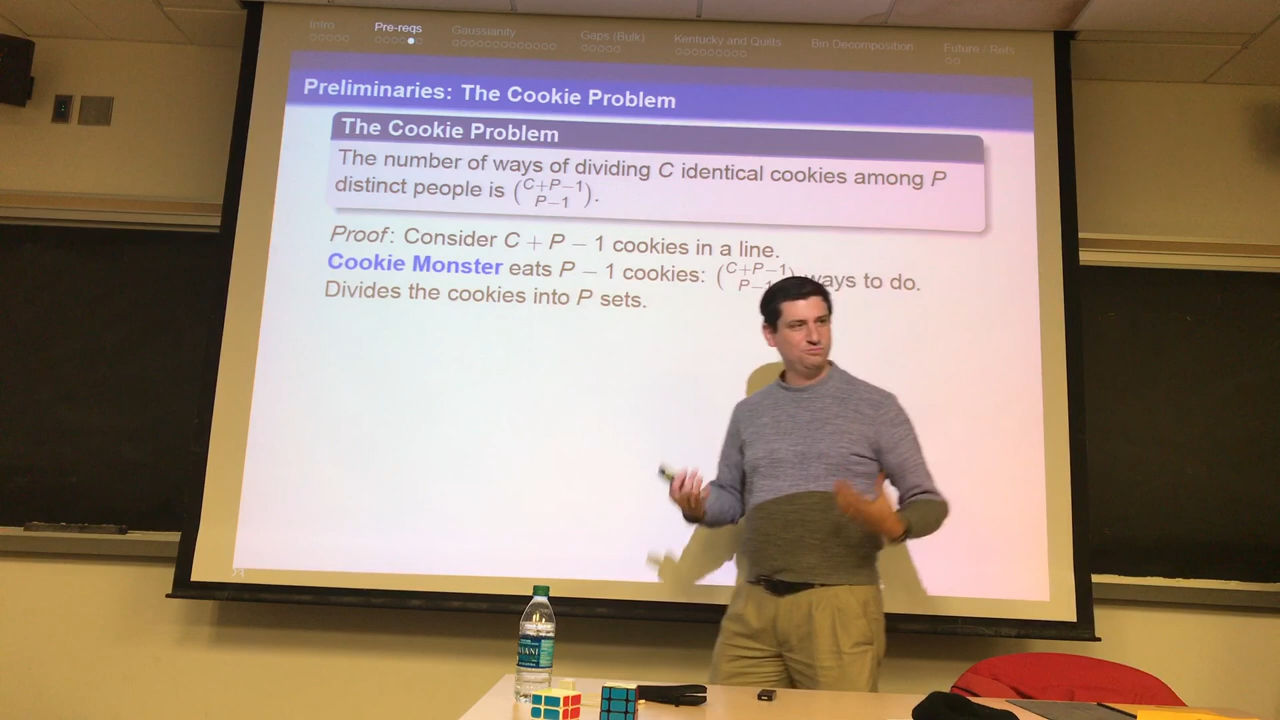 Intro Pre-reqs Gaussianity Gaps (Bulk) Kentucky and Quilts Bin Decomposition Future / Refs
Preliminaries: The Cookie Problem
The Cookie Problem
The number of ways of dividing C identical cookies among P
distinct people is (C+P−1
P−1).
Proof: Consider C + P − 1 cookies in a line.
Cookie Monster eats P − 1 cookies: (C+P−1
P−1) ways to do.
Divides the cookies into P sets.